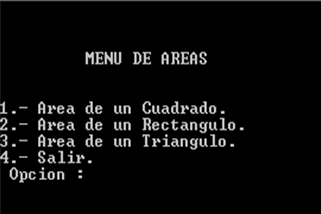 MENU DE AREAS
1.- Area de un Cuadrado.
2.- Area de un Rectangulo.
3.- Area de un Triangulo.
4.- Salir.
Opcion :